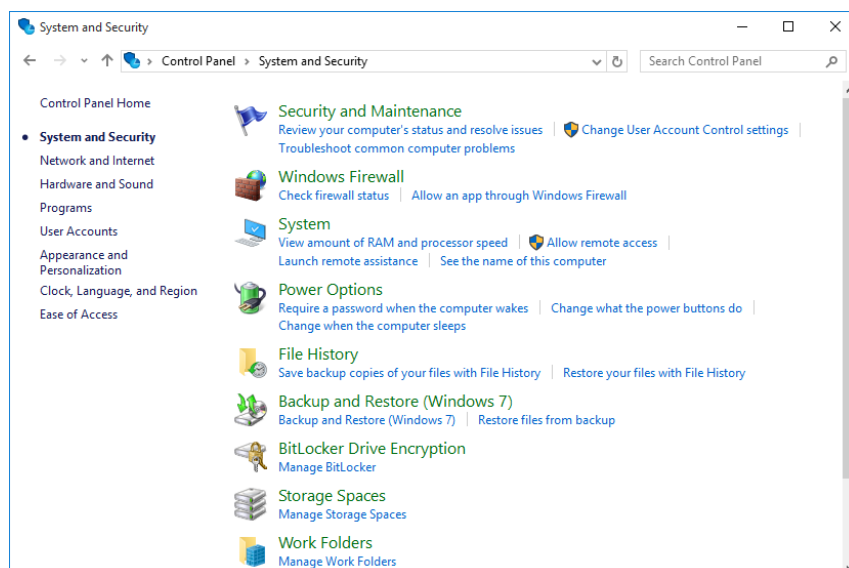 System and Security
Control Panel › System and Security
Search Control Panel
Control Panel Home
System and Security
Network and Internet
Hardware and Sound
Programs
User Accounts
Appearance and
Personalization
Clock, Language, and Region
Ease of Access
Security and Maintenance
Review your computer's status and resolve issues Change User Account Control settings
Troubleshoot common computer problems
Windows Firewall
Check firewall status Allow an app through Windows Firewall
System
View amount of RAM and processor speed Allow remote access
Launch remote assistance See the name of this computer
Power Options
Require a password when the computer wakes Change what the power buttons do
Change when the computer sleeps
File History
Save backup copies of your files with File History Restore your files with File History
Backup and Restore (Windows 7)
Backup and Restore (Windows 7) Restore files from backup
BitLocker Drive Encryption
Manage BitLocker
Storage Spaces
Manage Storage Spaces
Work Folders
Manage Work Folders